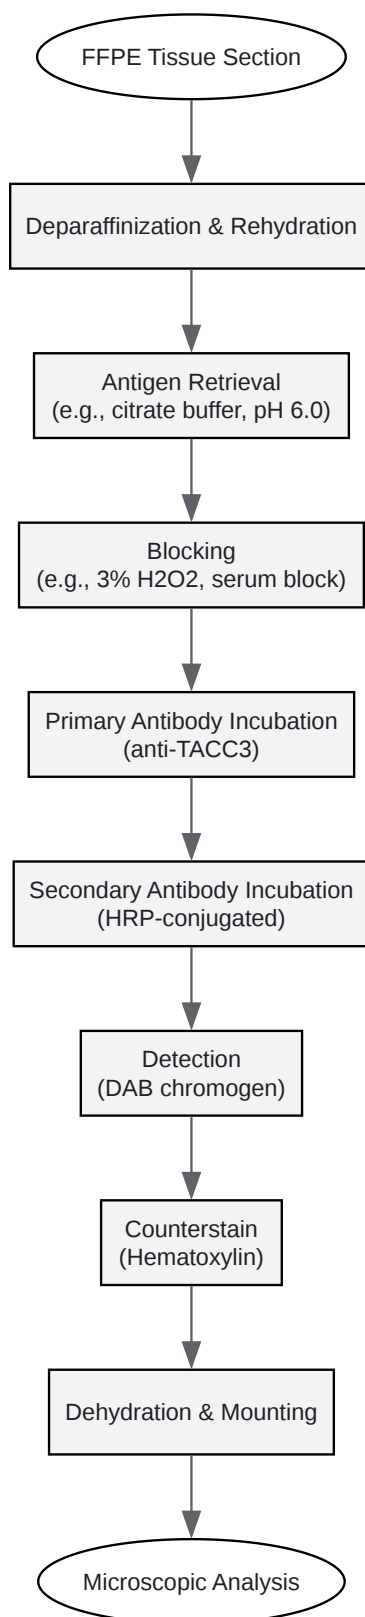 FFPE Tissue Section
Deparaffinization & Rehydration
Antigen Retrieval
(e.g., citrate buffer, pH 6.0)
Blocking
(e.g., 3% H2O2, serum block)
Primary Antibody Incubation
(anti-TACC3)
Secondary Antibody Incubation
(HRP-conjugated)
Detection
(DAB chromogen)
Counterstain
(Hematoxylin)
Dehydration & Mounting
Microscopic Analysis